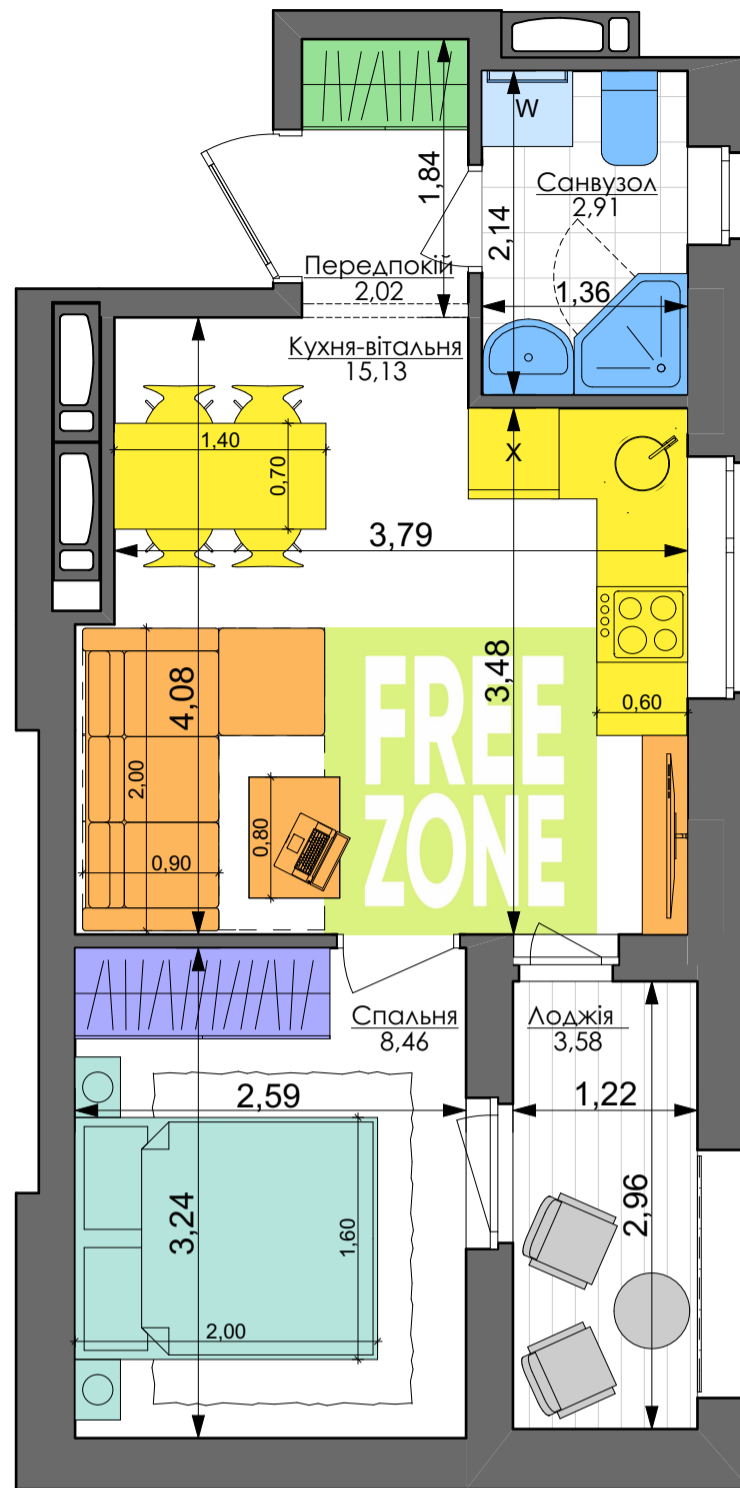 W
Санвузол
2,91
1,84
2,14
1,36
Передпокій
2,02
Кухня-вітальня
15,13
1,40
0,70
X
3,79
4,08
3,48
0,60
FREE
ZONE
2,00
0,90
0,80
Спальня
8,46
Лоджія
3,58
2,59
1,22
3,24
1,60
2,96
2,00